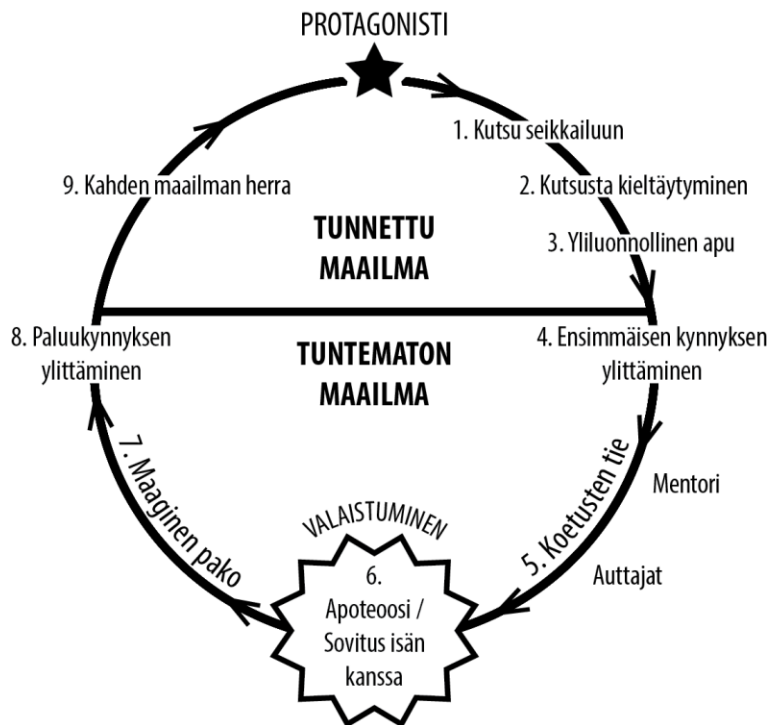 PROTAGONISTI
1. Kutsu seikkailuun
2. Kutsusta kieltäytyminen
3. Yliluonnollinen apu
9. Kahden maailman herra
TUNNETTU
MAAILMA
4. Ensimmäisen kynnyksen
ylittäminen
8. Paluukynnyksen
ylittäminen
TUNTEMATON
MAAILMA
5. Koetusten tie
Mentori
Auttajat
VALAISTUMINEN
6.
Apoteoosi /
Sovitus isän
kanssa
7. Maaginen pako